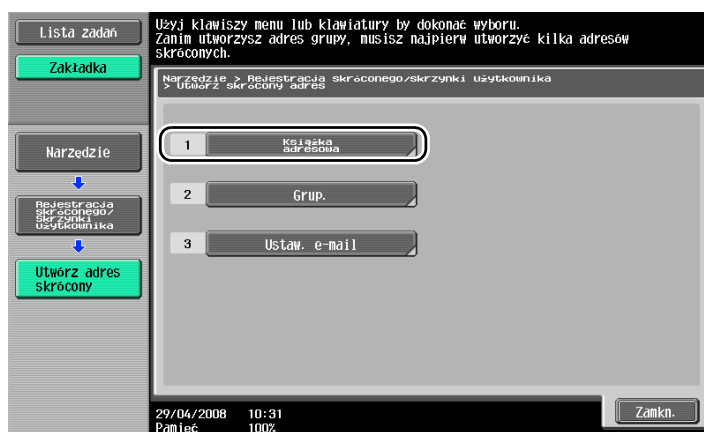 Lista zadań
Zakładka
Użyj klawiszy menu lub klawiatury by dokonać wyboru.
Zanim utworzysz adres grupy, musisz najpierw utworzyć kilka adresów
skróconych.
Narzędzie > Rejestracja skróconego/skrzynki użytkownika
> Utwórz skrócony adres
Narzędzie
Rejestracja
skróconego/
skrzynki
użytkownika
Utwórz adres
skrócony
1 Książka
adresowa
2 Grup.
3 Ustaw. e-mail
29/04/2008 10:31
Pamięć 100%
Zamkn.